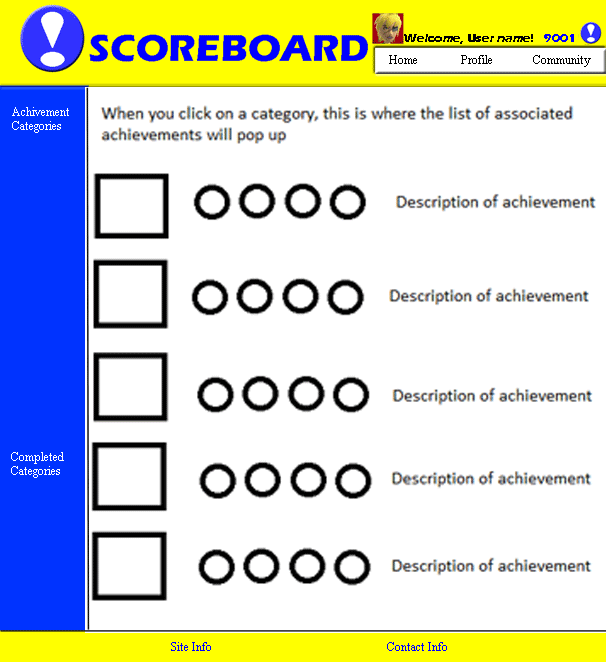 SCOREBOARD
Welcome, User name! 9001
Home Profile Community
Achivement
Categories
When you click on a category, this is where the list of associated
achievements will pop up
Description of achievement
Description of achievement
Description of achievement
Completed
Categories
Description of achievement
Description of achievement
Site Info Contact Info